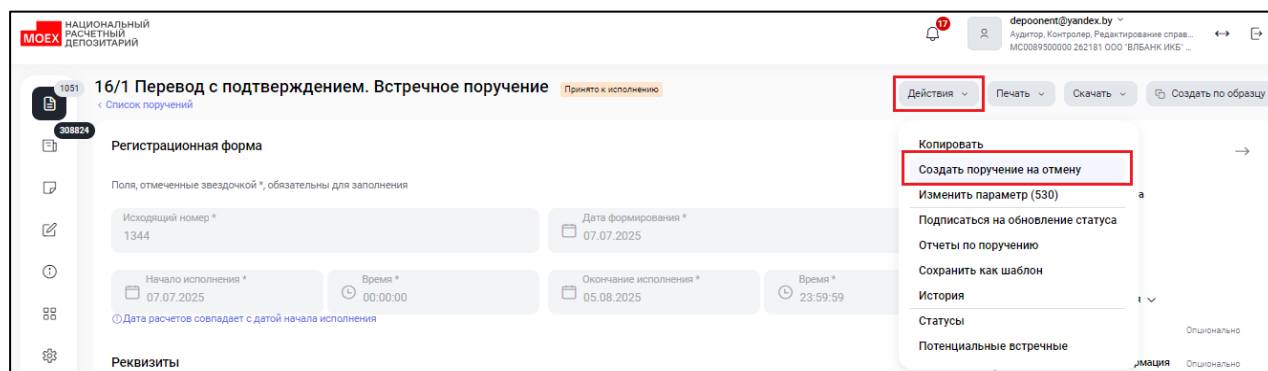 MOEX НАЦИОНАЛЬНЫЙ
РАСЧЕТНЫЙ
ДЕПОЗИТАРИЙ
17
depoonent@yandex.by
Аудитор, Контролер, Редактирование справ...
MC0089500000 262181 ООО "ВЛБАНК ИКБ" ...
1051
308824
16/1 Перевод с подтверждением. Встречное поручение Принято к исполнению
‹ Список поручений
Действия
Печать
Скачать
Создать по образцу
Регистрационная форма
Поля, отмеченные звездочкой *, обязательны для заполнения
Исходящий номер *
1344
Дата формирования *
07.07.2025
Начало исполнения *
07.07.2025
Время *
00:00:00
Окончание исполнения *
05.08.2025
Время *
23:59:59
Дата расчетов совпадает с датой начала исполнения
Реквизиты
Копировать
Создать поручение на отмену
Изменить параметр (530)
Подписаться на обновление статуса
Отчеты по поручению
Сохранить как шаблон
История
Статусы
Потенциальные встречные
Опционально
Опционально